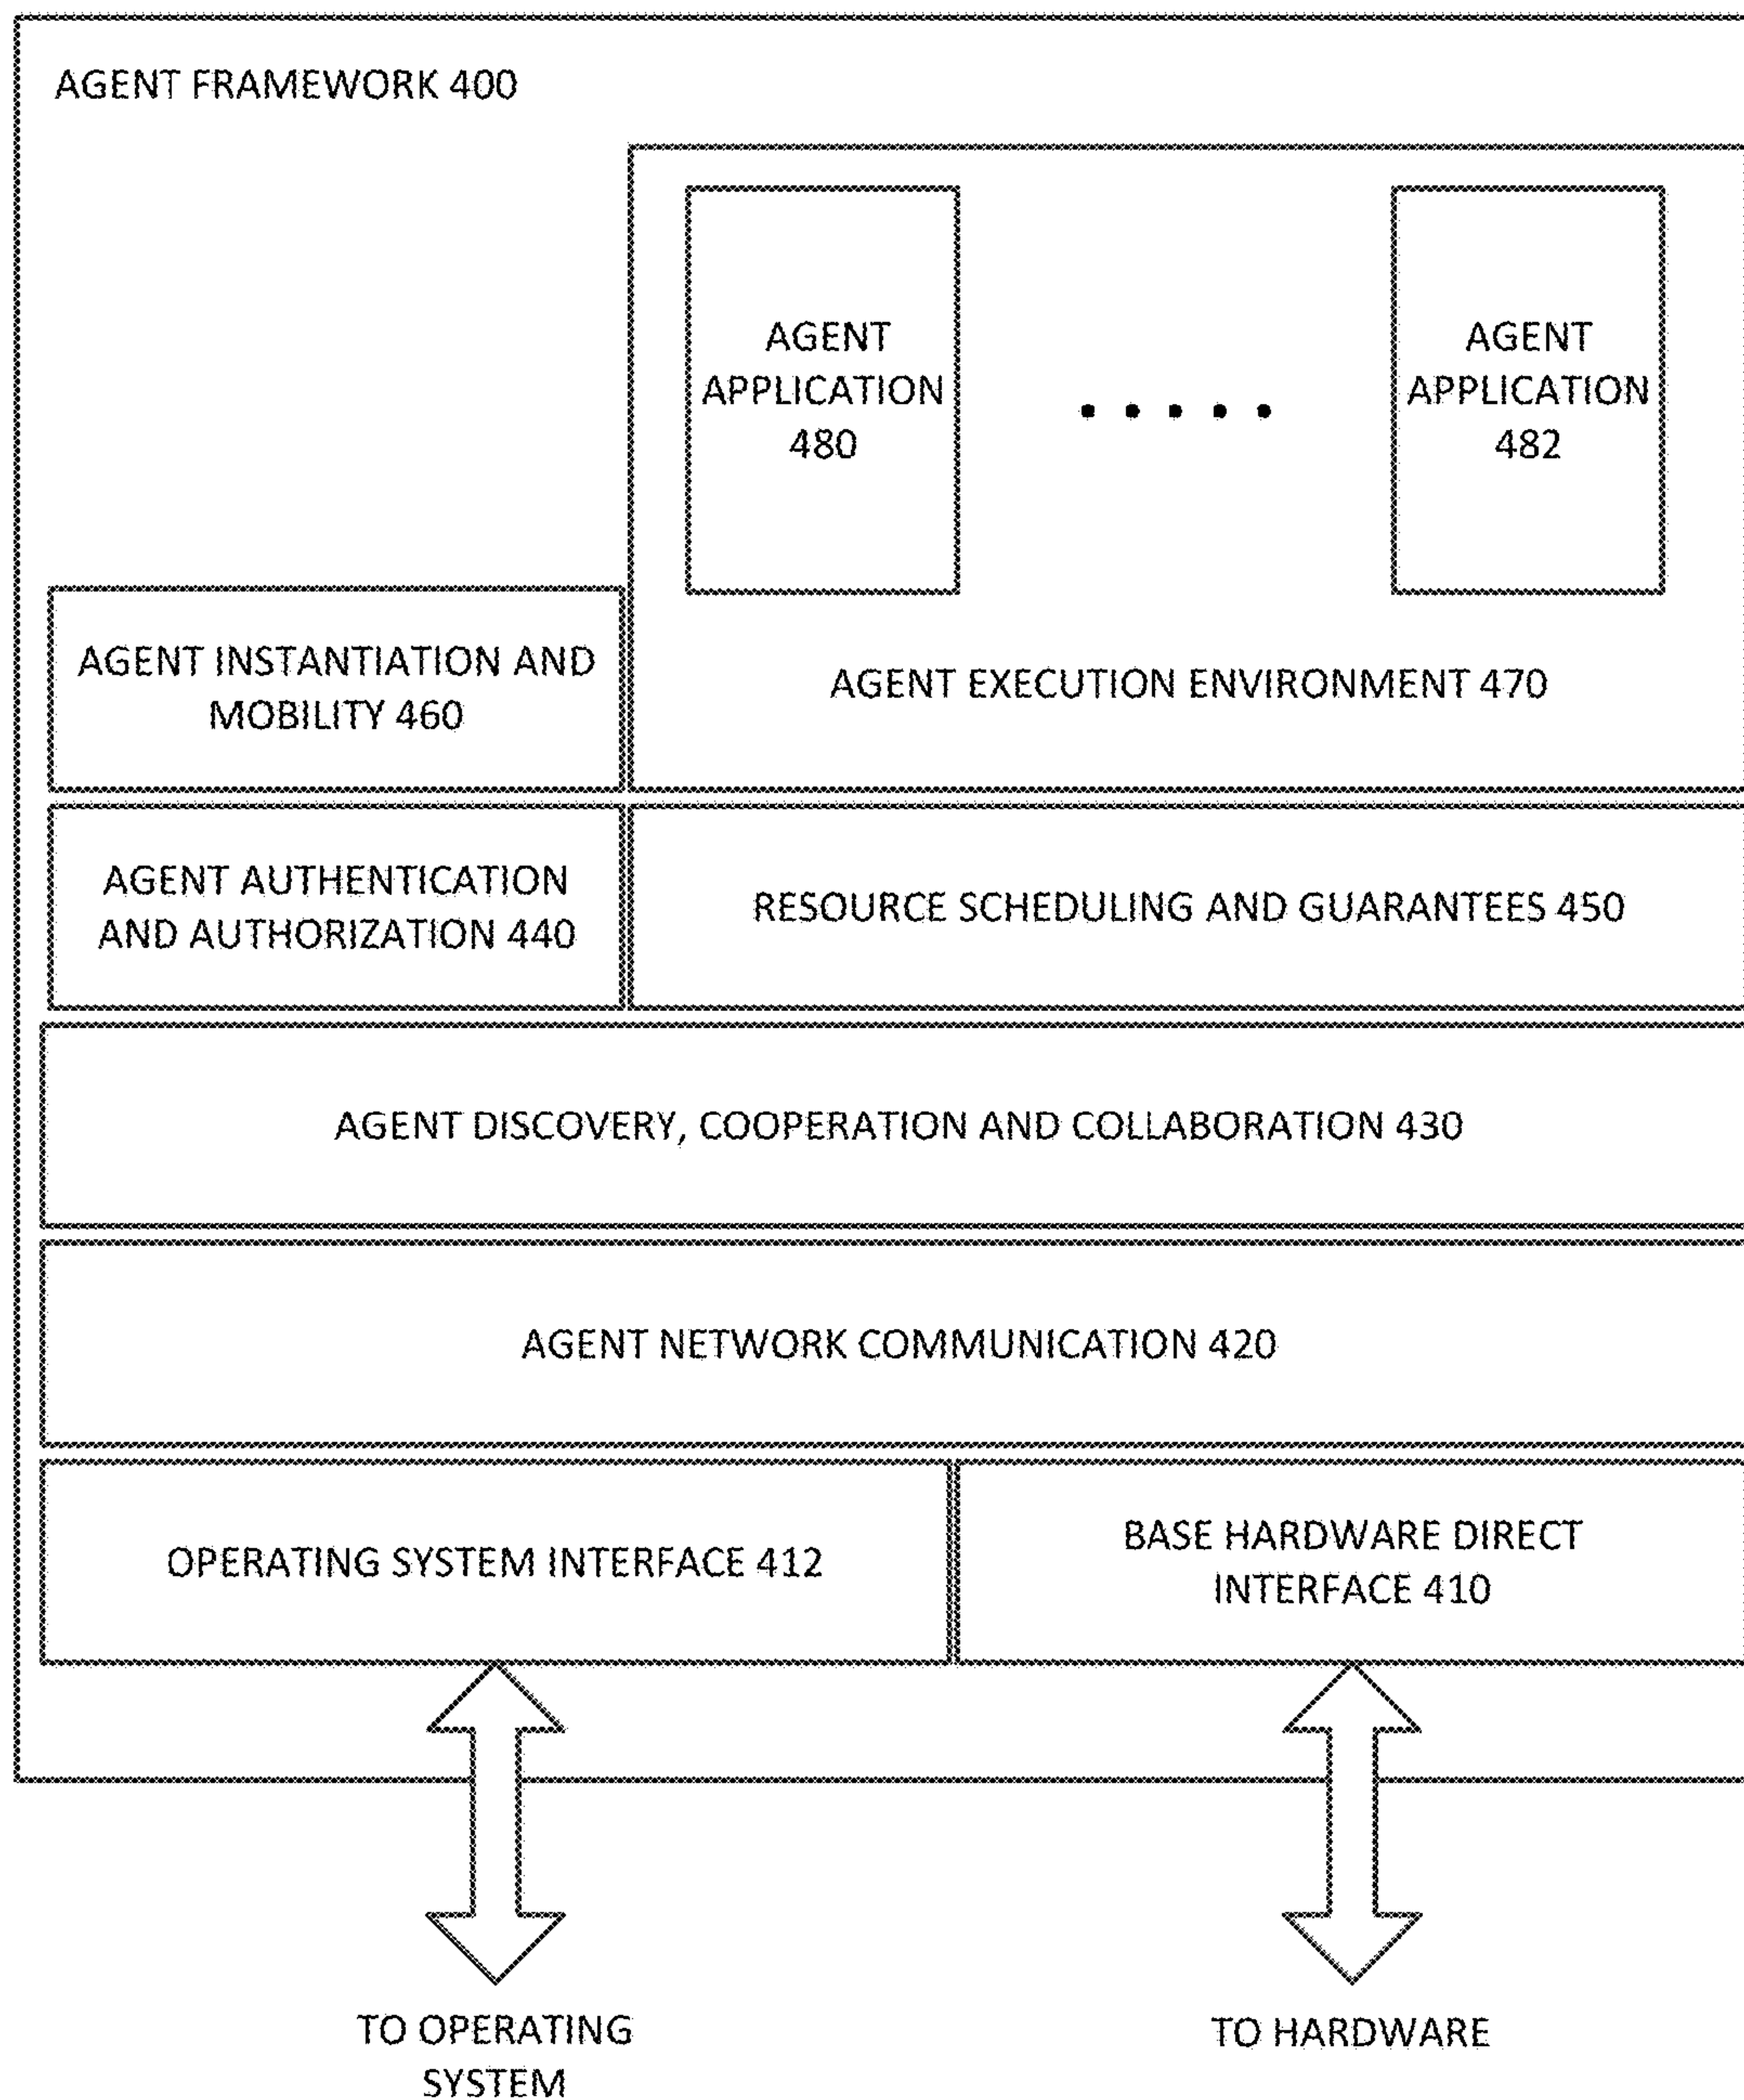 AGENT FRAMEWORK 400
AGENT
APPLICATION
480
AGENT
APPLICATION
482
AGENT INSTANTIATION AND
MOBILITY 460
AGENT EXECUTION ENVIRONMENT 470
AGENT AUTHENTICATION
AND AUTHORIZATION 440
RESOURCE SCHEDULING AND GUARANTEES 450
AGENT DISCOVERY, COOPERATION AND COLLABORATION 430
AGENT NETWORK COMMUNICATION 420
OPERATING SYSTEM INTERFACE 412
BASE HARDWARE DIRECT
INTERFACE 410
TO OPERATING
SYSTEM
TO HARDWARE